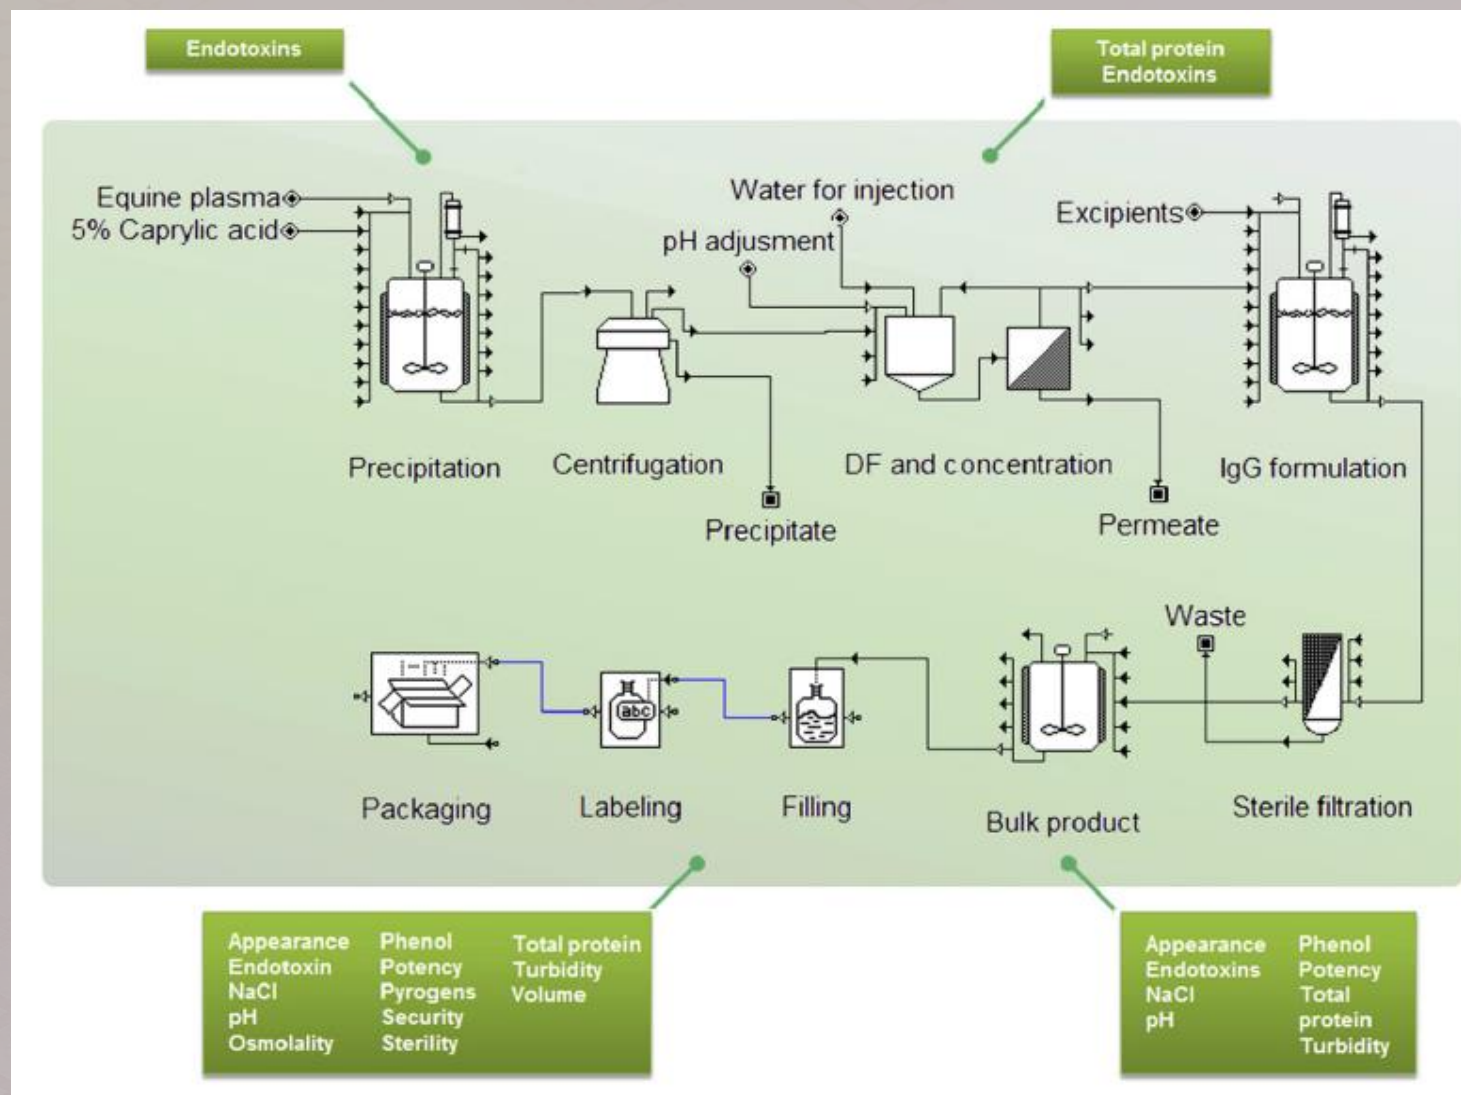 Endotoxins
Total protein
Endotoxins
Equine plasma
5% Caprylic acid
Water for injection
pH adjusment
Excipients
Precipitation
Centrifugation
DF and concentration
IgG formulation
Precipitate
Permeate
Waste
abc
Packaging
Labeling
Filling
Bulk product
Sterile filtration
Appearance
Endotoxin
NaCl
pH
Osmolality
Phenol
Potency
Pyrogens
Security
Sterility
Total protein
Turbidity
Volume
Appearance
Endotoxins
NaCl
pH
Phenol
Potency
Total
protein
Turbidity